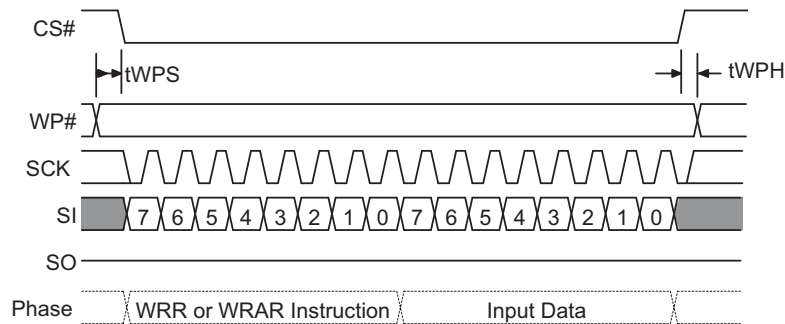 CS#
tWPS
tWPH
WP#
SCK
SI 7 6 5 4 3 2 1 0 7 6 5 4 3 2 1 0
SO
Phase WRR or WRAR Instruction Input Data